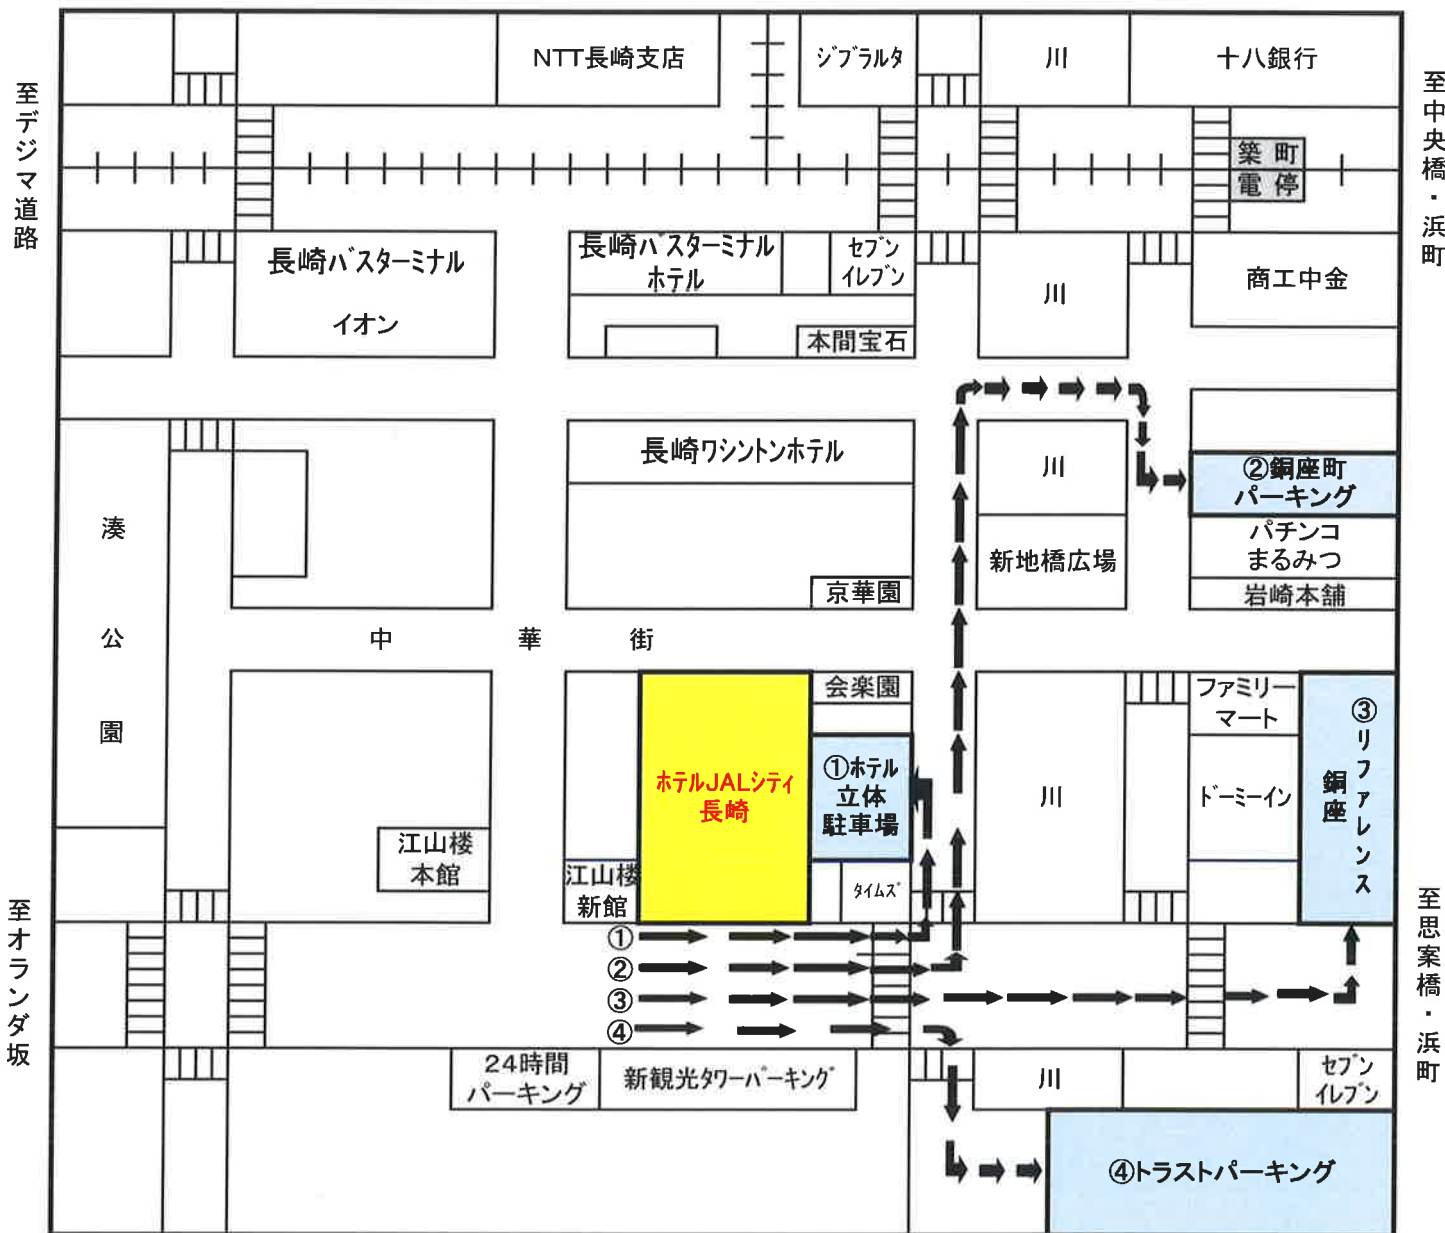 NTT長崎支店
ジブラルタ
川
十八銀行
至デジマ道路
至中央橋・浜町
築町
電停
長崎バスターミナル
イオン
長崎バスターミナル
ホテル
セブン
イレブン
本間宝石
川
商工中金
長崎ワシントンホテル
川
②銅座町
パーキング
湊公園
新地橋広場
パチンコ
まるみつ
京華園
岩崎本舗
中華街
会楽園
ファミリー
マート
③リファレンス
銅座
ホテルJALシティ
長崎
①ホテル
立体
駐車場
川
ドーミーイン
江山楼
本館
江山楼
新館
タイムズ
至オランダ坂
至思案橋・浜町
①
②
③
④
24時間
パーキング
新観光タワーパーキング
川
セブン
イレブン
④トラストパーキング